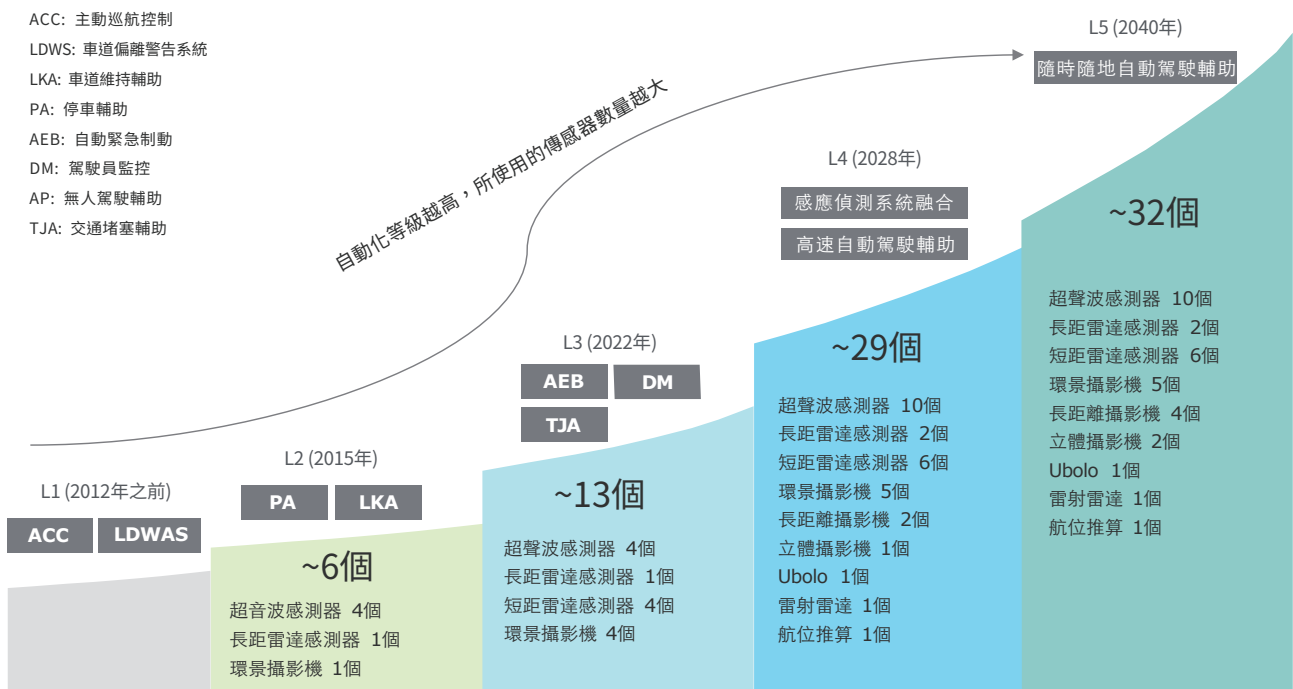 ACC: 主動巡航控制
LDWS: 車道偏離警告系統
LKA: 車道維持輔助
PA: 停車輔助
AEB: 自動緊急制動
DM: 駕駛員監控
AP: 無人駕駛輔助
TJA: 交通堵塞輔助
自動化等級越高，所使用的傳感器數量越大
L1 (2012年之前)
ACC
LDWAS
L2 (2015年)
PA
LKA
~6個
超音波感測器 4個
長距雷達感測器 1個
環景攝影機 1個
L3 (2022年)
AEB
DM
TJA
~13個
超聲波感測器 4個
長距雷達感測器 1個
短距雷達感測器 4個
環景攝影機 4個
L4 (2028年)
感應偵測系統融合
高速自動駕駛輔助
~29個
超聲波感測器 10個
長距雷達感測器 2個
短距雷達感測器 6個
環景攝影機 5個
長距離攝影機 2個
立體攝影機 1個
Ubolo 1個
雷射雷達 1個
航位推算 1個
L5 (2040年)
隨時隨地自動駕駛輔助
~32個
超聲波感測器 10個
長距雷達感測器 2個
短距雷達感測器 6個
環景攝影機 5個
長距離攝影機 4個
立體攝影機 2個
Ubolo 1個
雷射雷達 1個
航位推算 1個